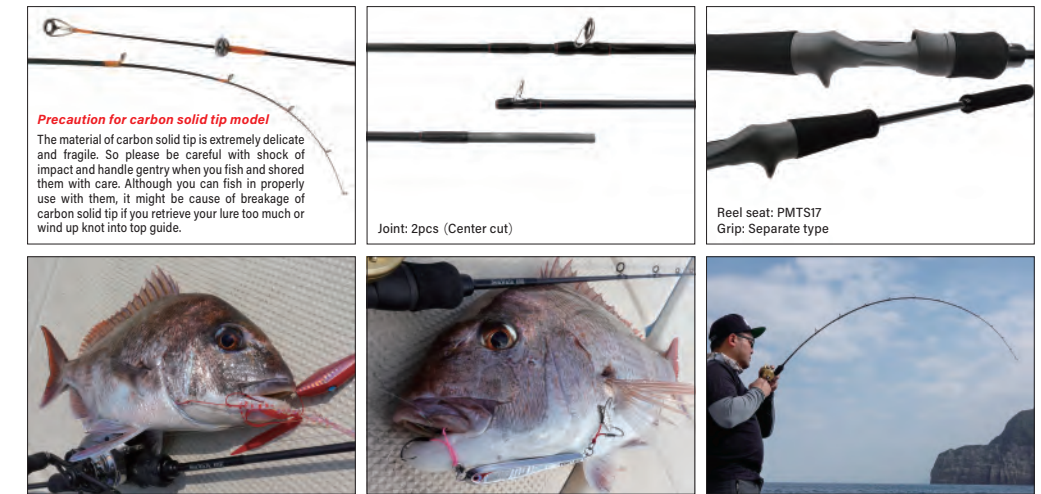 Precaution for carbon solid tip model
The material of carbon solid tip is extremely delicate
and fragile. So please be careful with shock of
impact and handle gentry when you fish and shored
them with care. Although you can fish in properly
use with them, it might be cause of breakage of
carbon solid tip if you retrieve your lure too much or
wind up knot into top guide.
Joint: 2pcs (Center cut)
Reel seat: PMTS17
Grip: Separate type